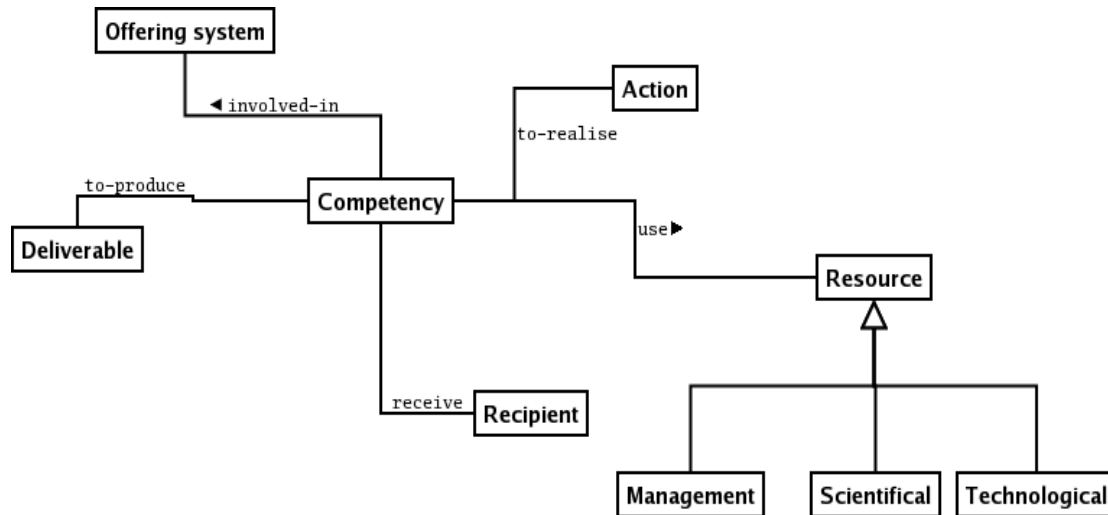 Offering system
◄ involved-in
Action
to-realise
to-produce
Competency
Deliverable
use►
Resource
receive
Recipient
Management
Scientifical
Technological